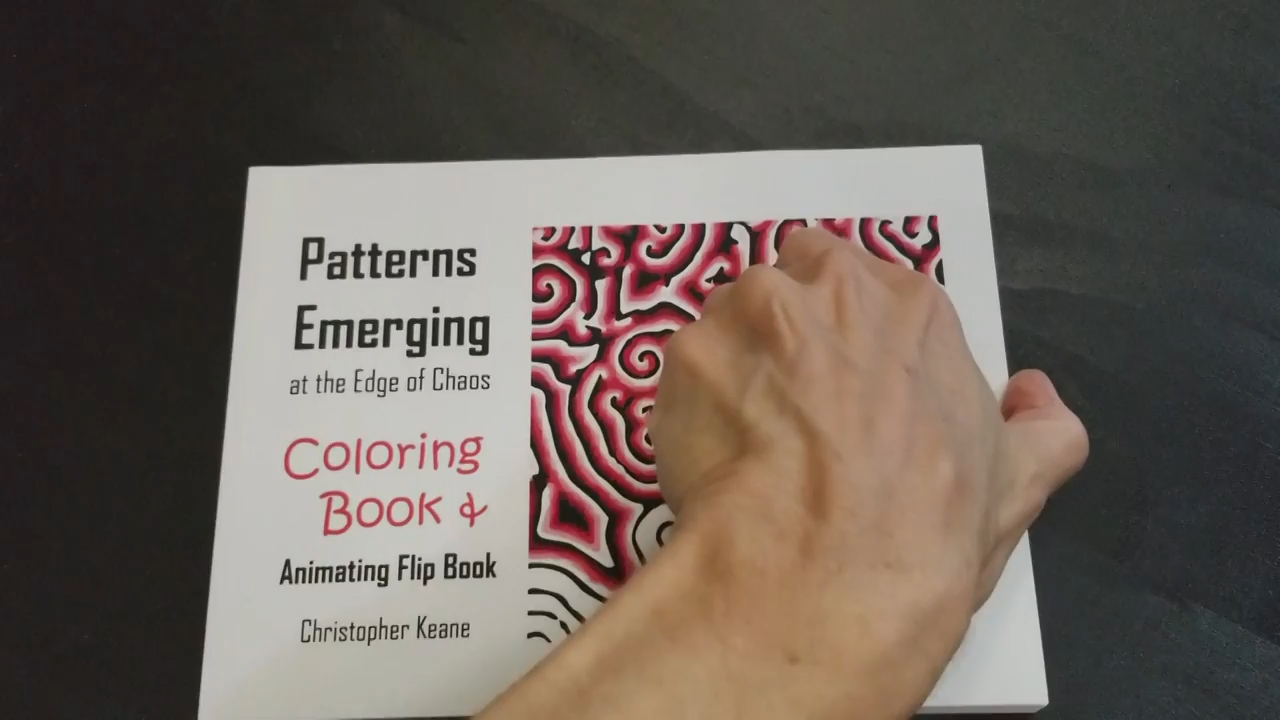 Patterns
Emerging
at the Edge of Chaos
Coloring
Book &
Animating Flip Book
Christopher Keane